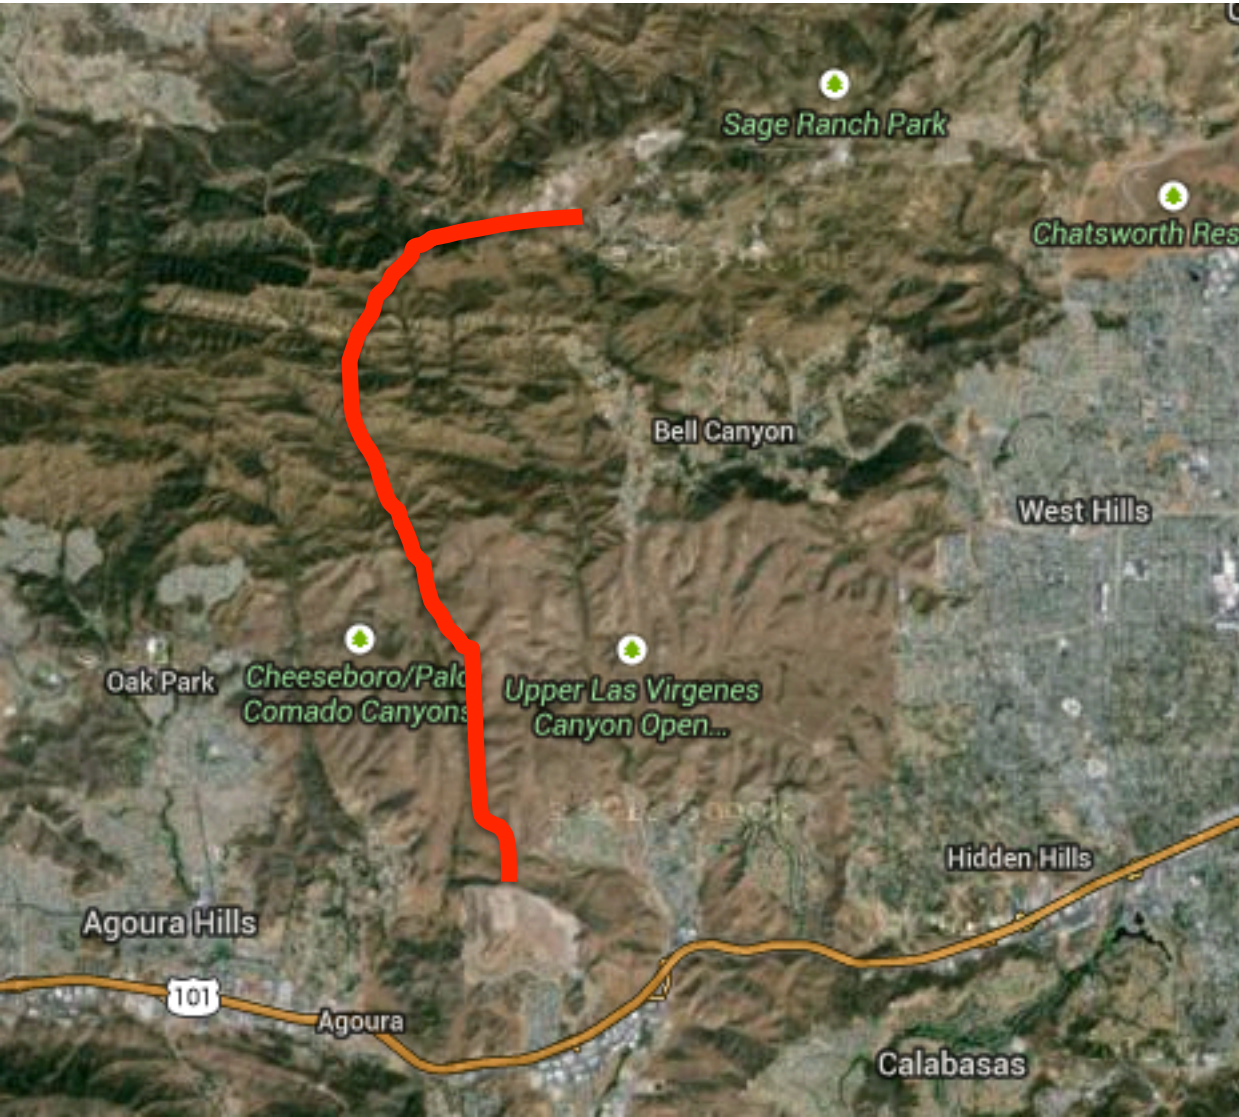 Sage Ranch Park
Chatsworth Res
Bell Canyon
West Hills
Oak Park
Cheeseboro/Palo
Comado Canyons
Upper Las Virgenes
Canyon Open...
Hidden Hills
Agoura Hills
101
Agoura
Calabasas